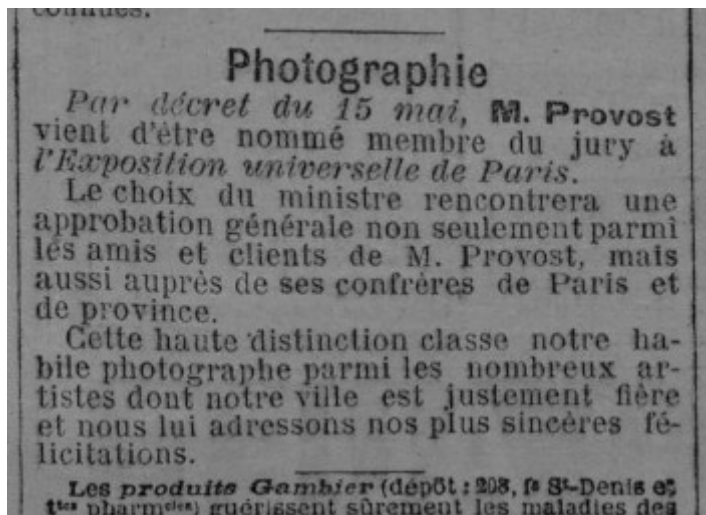 Photographie
Par décret du 15 mai, M. Provost
vient d'être nommé membre du jury à
l'Exposition universelle de Paris.
Le choix du ministre rencontrera une
approbation générale non seulement parmi
les amis et clients de M. Provost, mais
aussi auprès de ses confrères de Paris et
de province.
Cette haute distinction classe notre ha-
bile photographe parmi les nombreux ar-
tistes dont notre ville est justement fière
et nous lui adressons nos plus sincères fé-
licitations.
Les produits Gambier (dépôt : 208, fg St-Denis et
ttes pharmcies) guérissent sûrement les maladies des